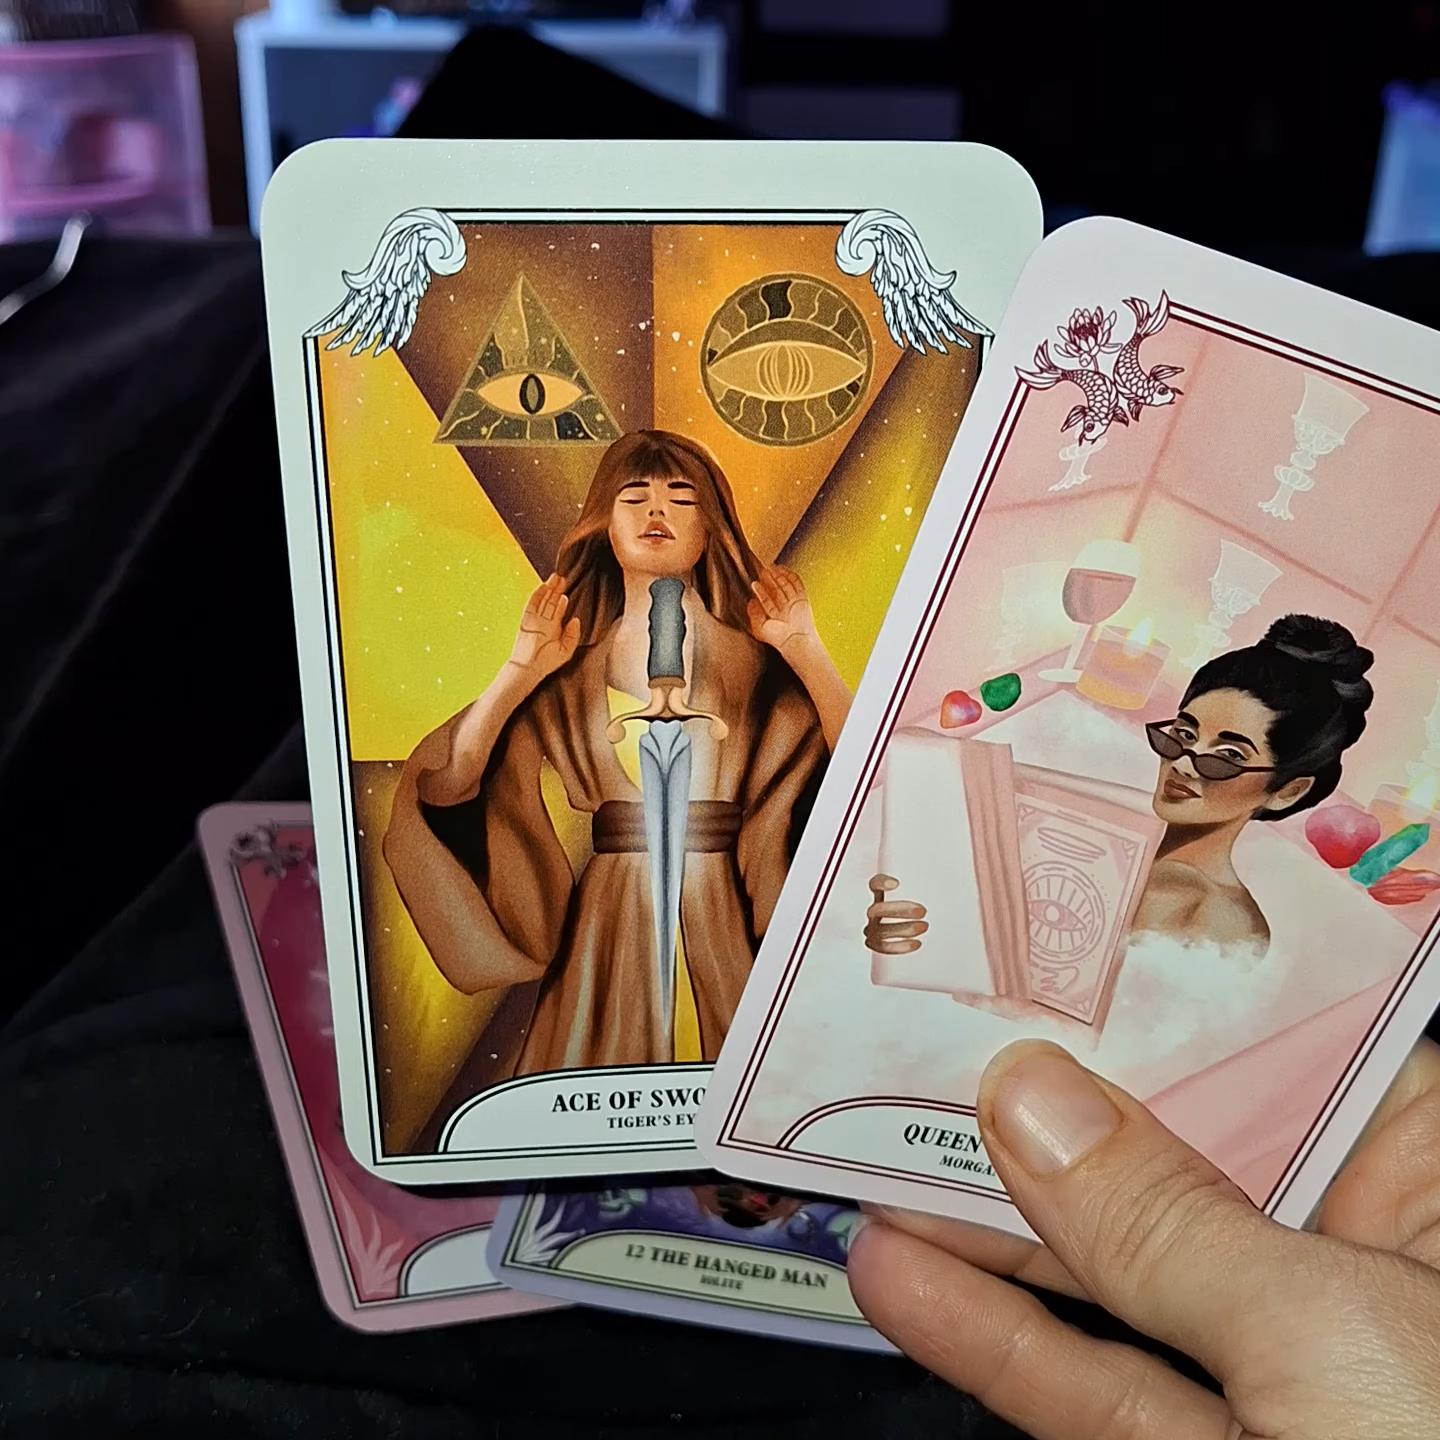 ACE OF SWO
TIGER'S EY
QUEEN
MORGA
12 THE HANGED MAN
IOLITE